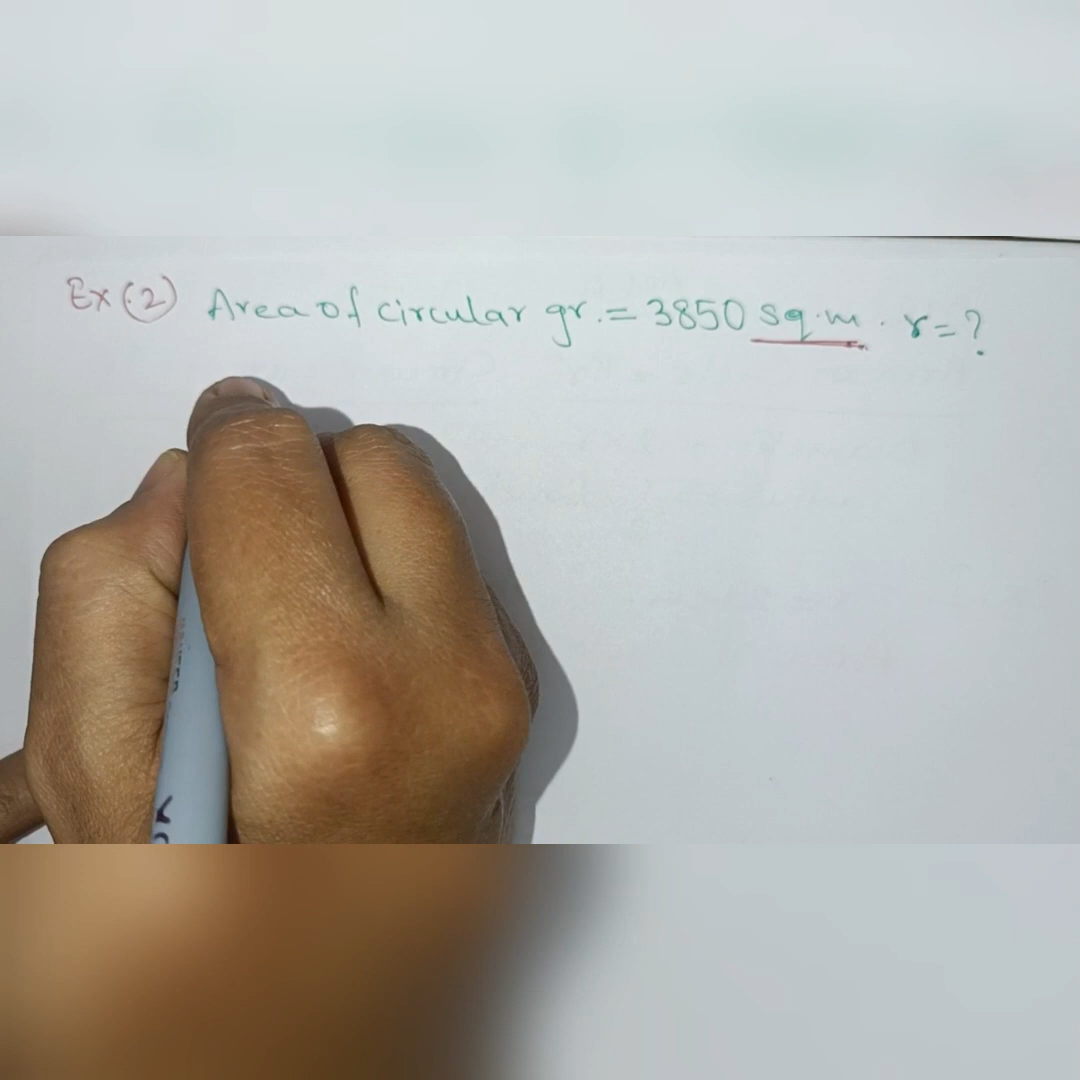 Ex(.2) Area of circular gr.= 3850 sq.m. r=?